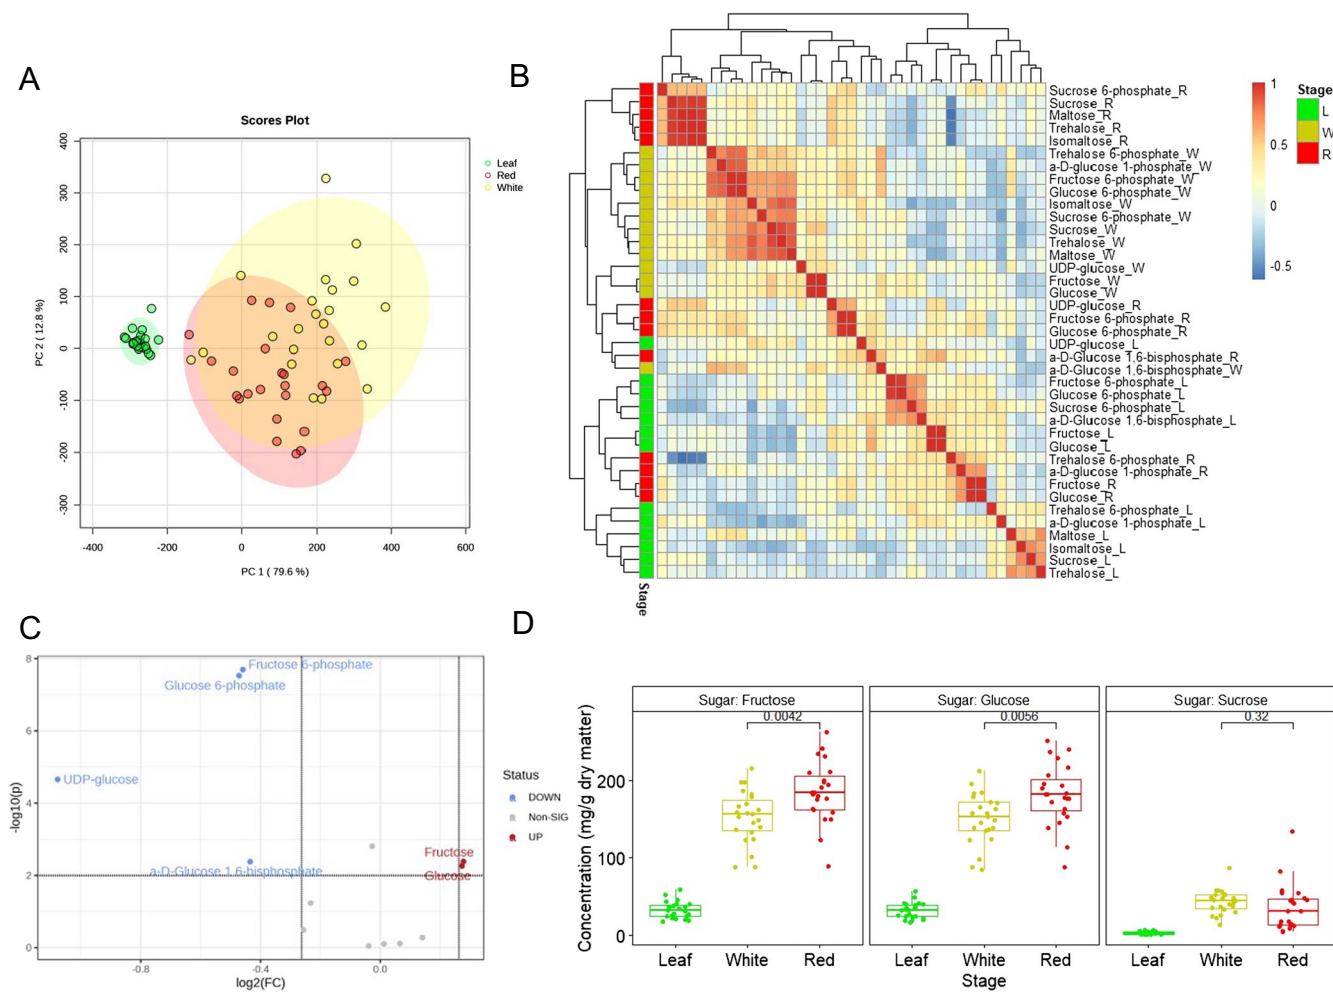 A
Scores Plot
400
300
200
100
0
-100
-200
-300
PC 2 ( 12.8 % )
-400
-200
0
200
400
600
PC 1 ( 79.6 %)
Leaf
Red
White
B
Sucrose 6-phosphate_R
Sucrose_R
Maltose_R
Trehalose_R
Isomaltose_R
Trehalose 6-phosphate_W
a-D-glucose 1-phosphate_W
Fructose 6-phosphate_W
Glucose 6-phosphate_W
Isomaltose_W
Sucrose 6-phosphate_W
Sucrose_W
Trehalose_W
Maltose_W
UDP-glucose_W
Fructose_W
Glucose_W
UDP-glucose_R
Fructose 6-phosphate_R
Glucose 6-phosphate_R
UDP-glucose_L
a-D-Glucose 1,6-bisphosphate_R
a-D-Glucose 1,6-bisphosphate_W
Fructose 6-phosphate_L
Glucose 6-phosphate_L
Sucrose 6-phosphate_L
a-D-Glucose 1,6-bisphosphate_L
Fructose_L
Glucose_L
Trehalose 6-phosphate_R
a-D-glucose 1-phosphate_R
Fructose_R
Glucose_R
Trehalose 6-phosphate_L
a-D-glucose 1-phosphate_L
Maltose_L
Isomaltose_L
Sucrose_L
Trehalose_L
Stage
1
0.5
0
-0.5
Stage
L
W
R
C
8
6
4
2
0
-log10(p)
Fructose 6-phosphate
Glucose 6-phosphate
UDP-glucose
a-D-Glucose 1,6-bisphosphate
Fructose
Glucose
-0.8
-0.4
0.0
log2(FC)
Status
DOWN
Non-SIG
UP
D
Sugar: Fructose
Sugar: Glucose
Sugar: Sucrose
0.0042
0.0056
0.32
200
100
0
Concentration (mg/g dry matter)
Leaf
White
Red
Leaf
White
Red
Leaf
White
Red
Stage